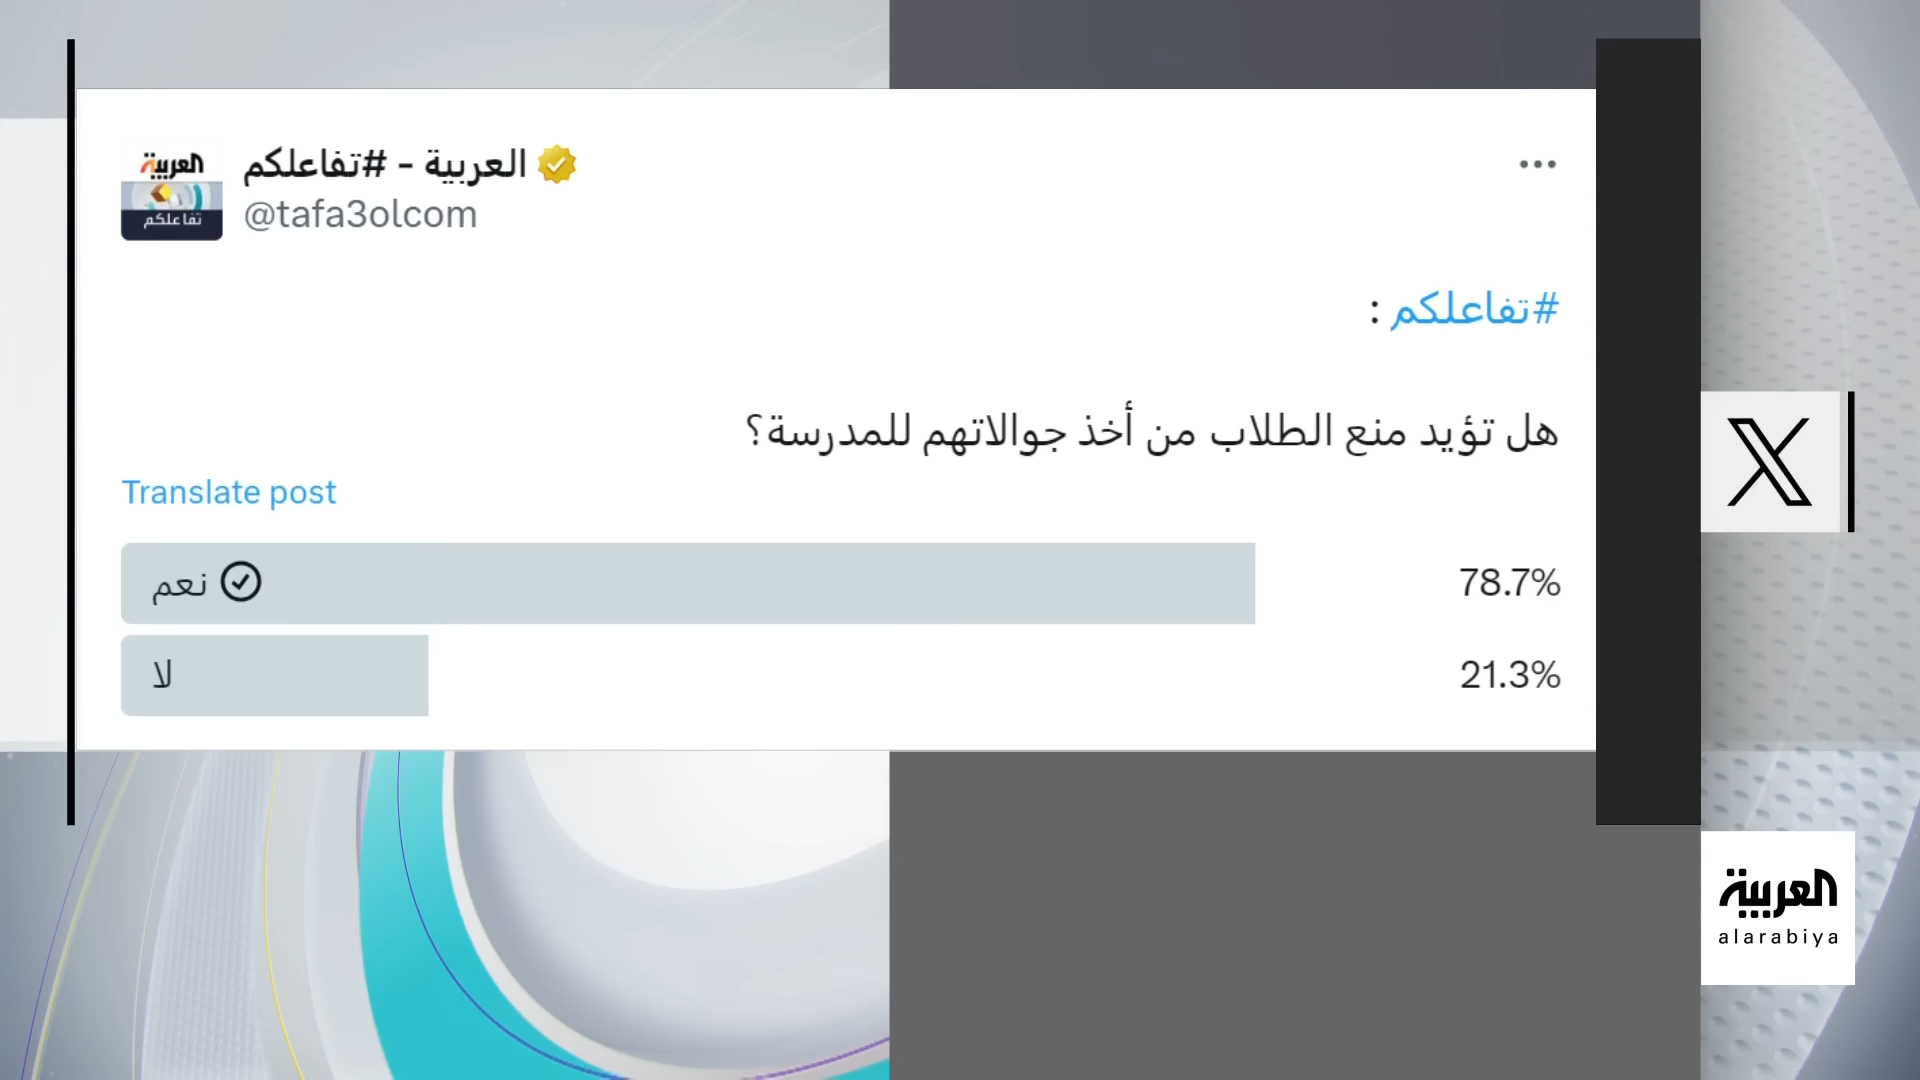 العربية
تفاعلكم
العربية - #تفاعلكم
@tafa3olcom
#تفاعلكم :
هل تؤيد منع الطلاب من أخذ جوالاتهم للمدرسة؟
Translate post
نعم 78.7%
لا 21.3%
العربية
alarabiya